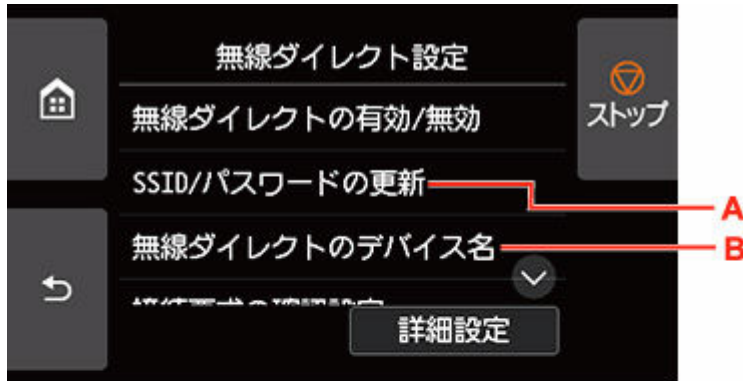 無線ダイレクト設定
無線ダイレクトの有効/無効
ストップ
SSID/パスワードの更新
A
無線ダイレクトのデバイス名
B
詳細設定